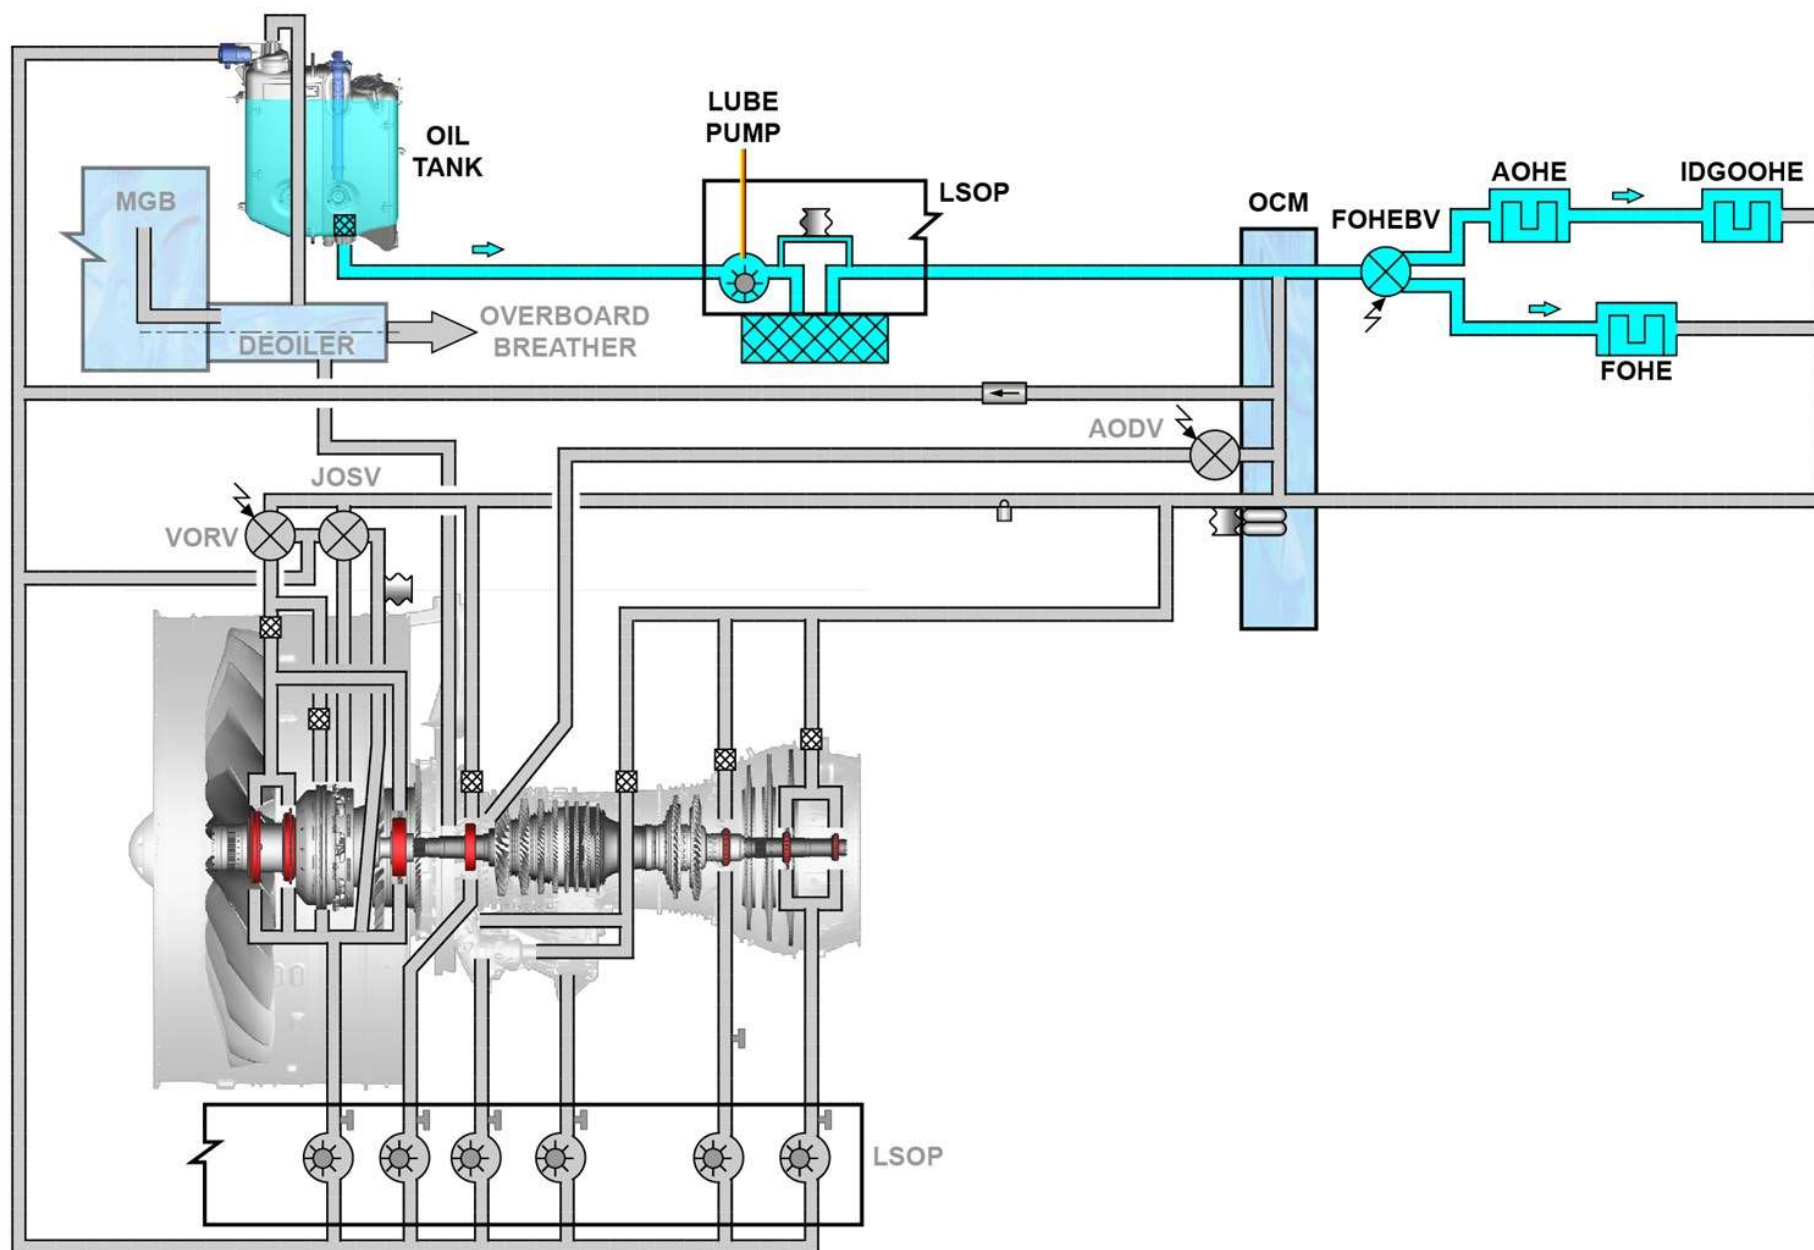 LUBE
PUMP
OIL
TANK
LSOP
AOHE
IDGOOHE
OCM
FOHEBV
MGB
OVERBOARD
BREATHER
DEOILER
FOHE
AODV
JOSV
VORV
LSOP